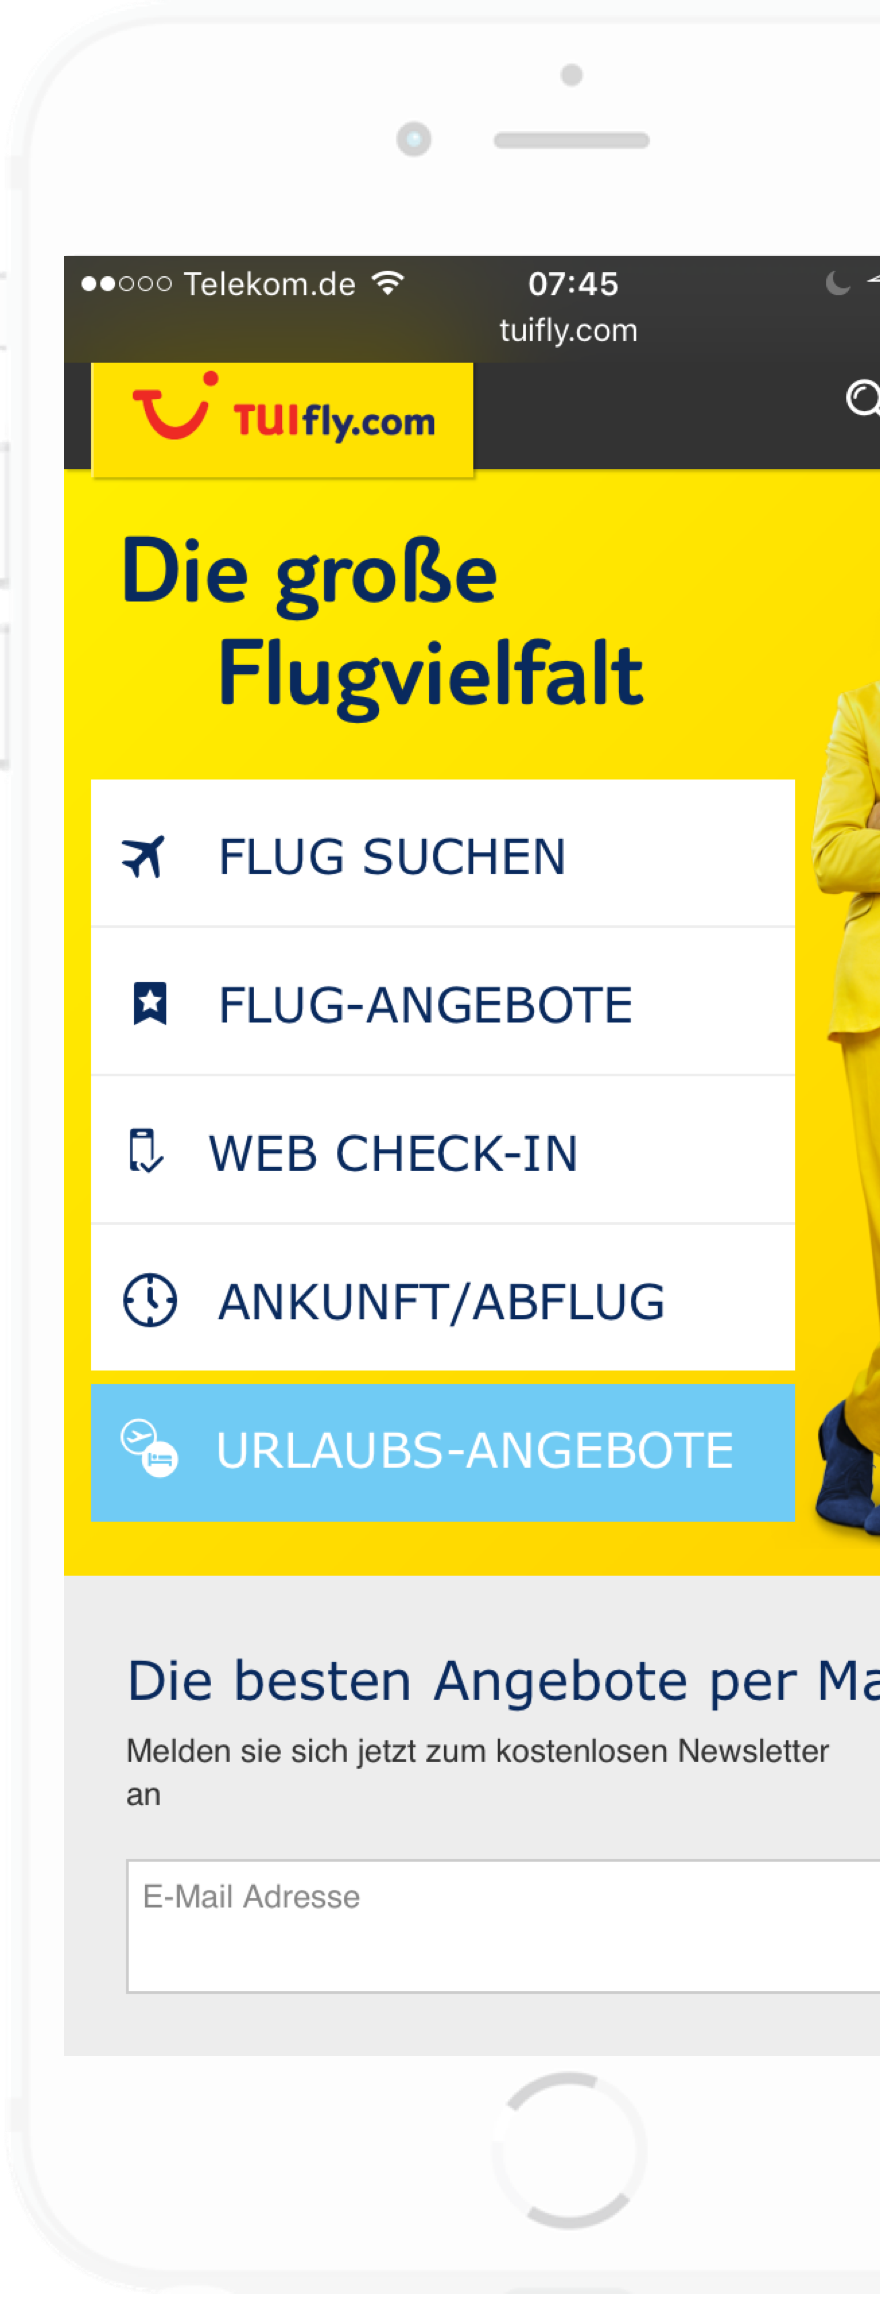 Telekom.de 07:45
tuifly.com
TUIfly.com
Die große
Flugvielfalt
FLUG SUCHEN
FLUG-ANGEBOTE
WEB CHECK-IN
ANKUNFT/ABFLUG
URLAUBS-ANGEBOTE
Die besten Angebote per Ma
Melden sie sich jetzt zum kostenlosen Newsletter
an
E-Mail Adresse